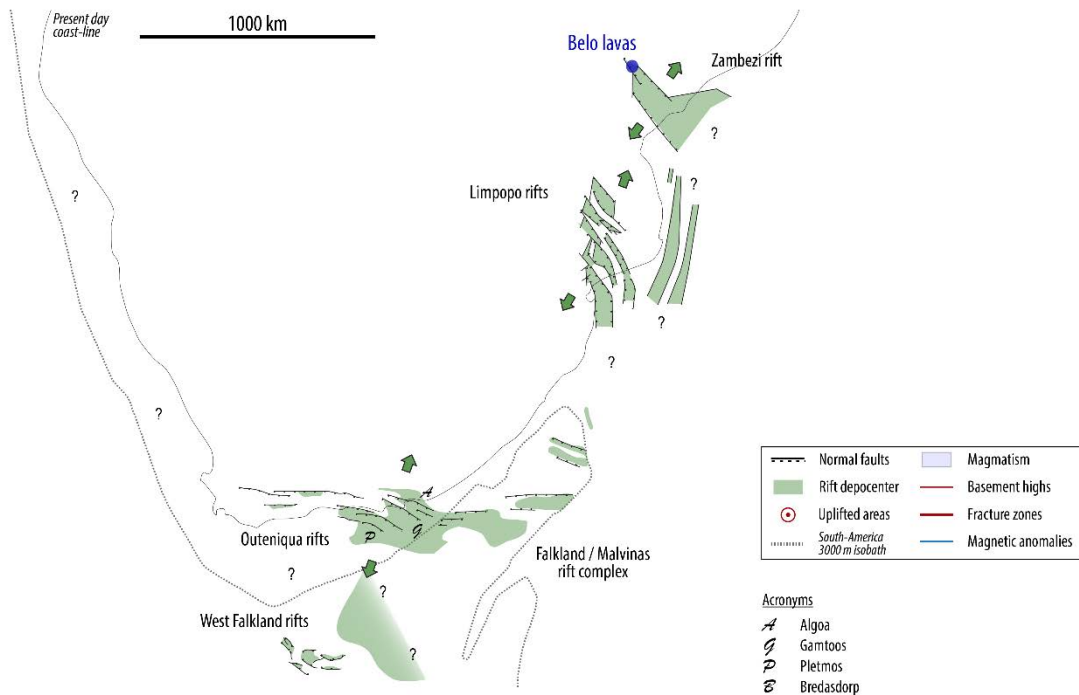 Present day
coast-line
1000 km
Belo lavas
Zambezi rift
?
?
Limpopo rifts
?
?
?
?
A
Outeniqua rifts
P
G
Falkland / Malvinas
rift complex
?
?
West Falkland rifts
?
Normal faults
Rift depocenter
Uplifted areas
South-America
3000 m isobath
Magmatism
Basement highs
Fracture zones
Magnetic anomalies
Acronyms
A Algoa
G Gamtoos
P Pletmos
B Bredasdorp